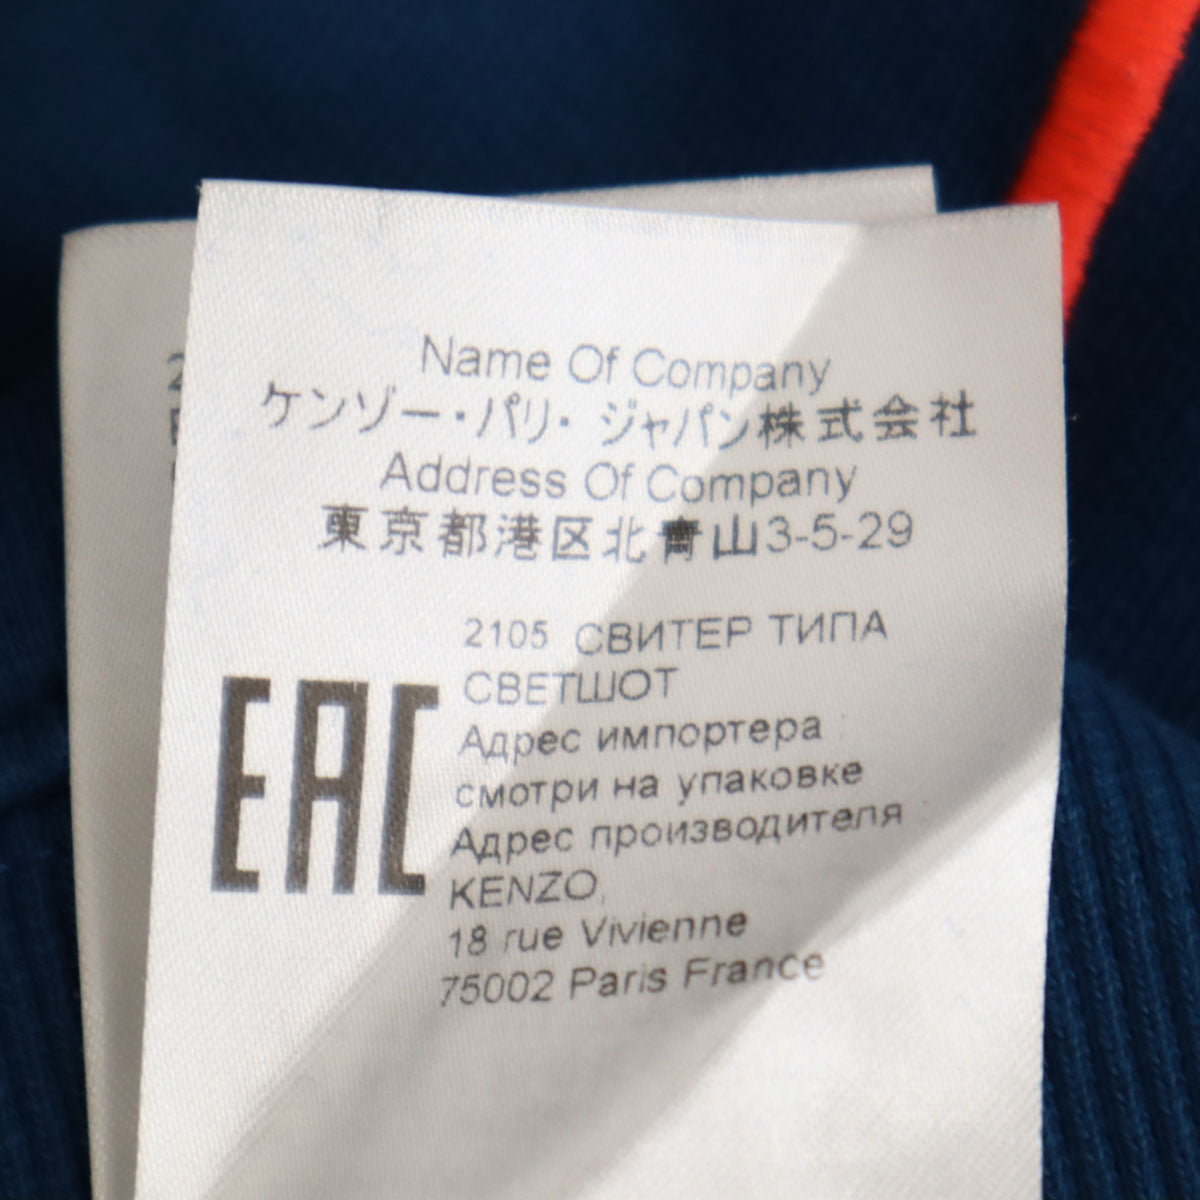 Name Of Company
ケンゾー・パリ・ジャパン株式会社
Address Of Company
東京都港区北青山3-5-29
2105 СВИТЕР ТИПА
СВЕТШОТ
Адрес импортера
смотри на упаковке
Адрес производителя
KENZO,
18 rue Vivienne
75002 Paris France
EAC